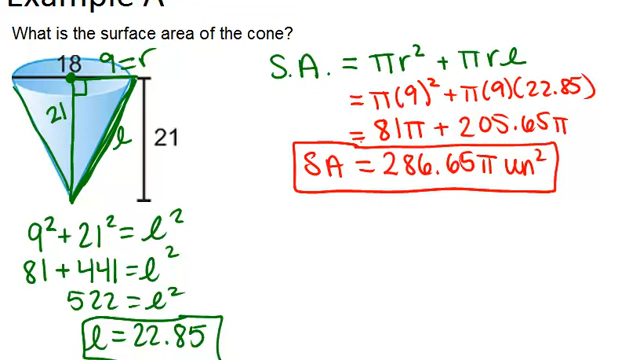 Example A
What is the surface area of the cone?
18 9=r
21
l
21
9² + 21² = l²
81 + 441 = l²
522 = l²
l = 22.85
S.A. = πr² + πrl
= π(9)² + π(9)(22.85)
= 81π + 205.65π
SA = 286.65π un²